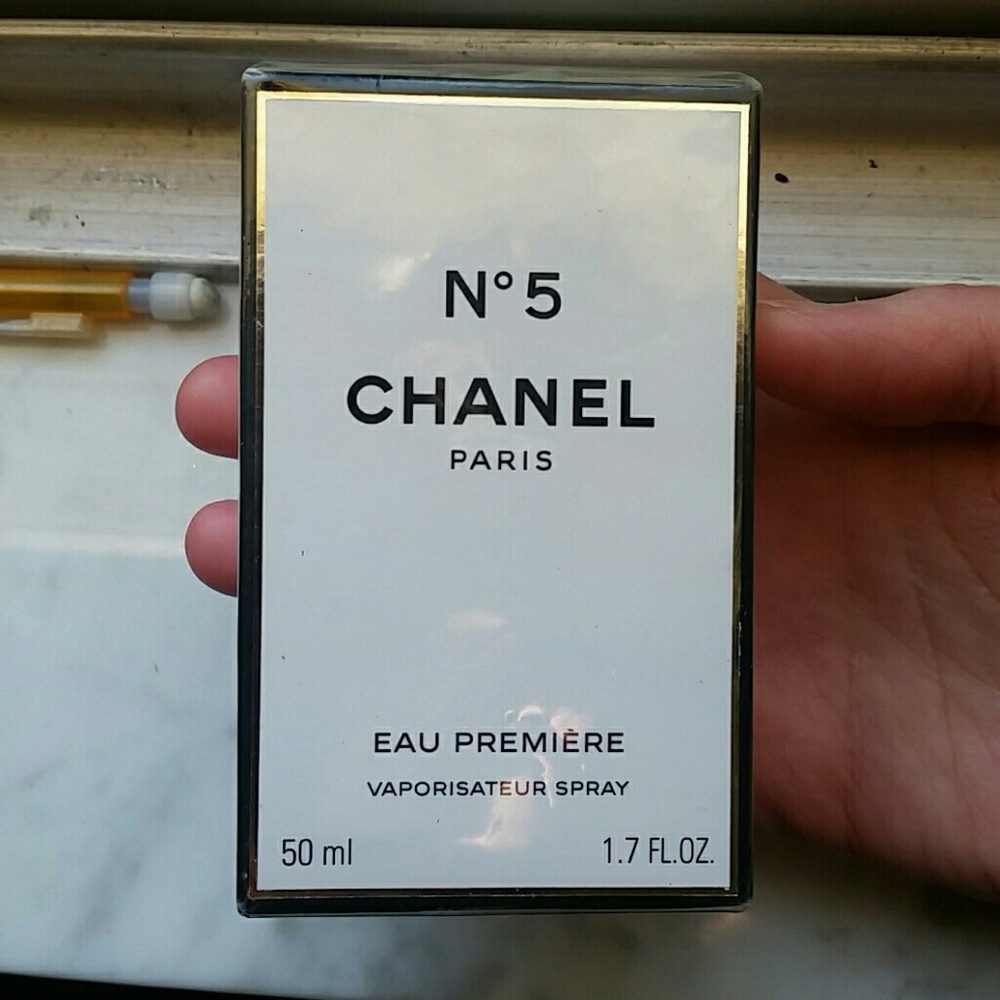 N°5
CHANEL
PARIS
EAU PREMIÈRE
VAPORISATEUR SPRAY
50 ml 1.7 FL.OZ.